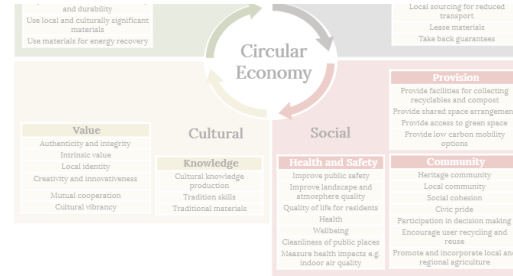 and durability
Use local and culturally significant
materials
Use materials for energy recovery
Local sourcing for reduced
transport
Lease materials
Take back guarantees
Circular
Economy
Value
Authenticity and integrity
Intrinsic value
Local identity
Creativity and innovativeness
Mutual cooperation
Cultural vibrancy
Cultural
Knowledge
Cultural knowledge
production
Tradition skills
Traditional materials
Social
Health and Safety
Improve public safety
Improve landscape and
atmosphere quality
Quality of life for residents
Health
Wellbeing
Cleanliness of public places
Measure health impacts e.g.
indoor air quality
Provision
Provide facilities for collecting
recyclables and compost
Provide shared space arrangemen
Provide access to green space
Provide low carbon mobility
options
Community
Heritage community
Local community
Social cohesion
Civic pride
Participation in decision making
Encourage user recycling and
reuse
Promote and incorporate local an
regional agriculture